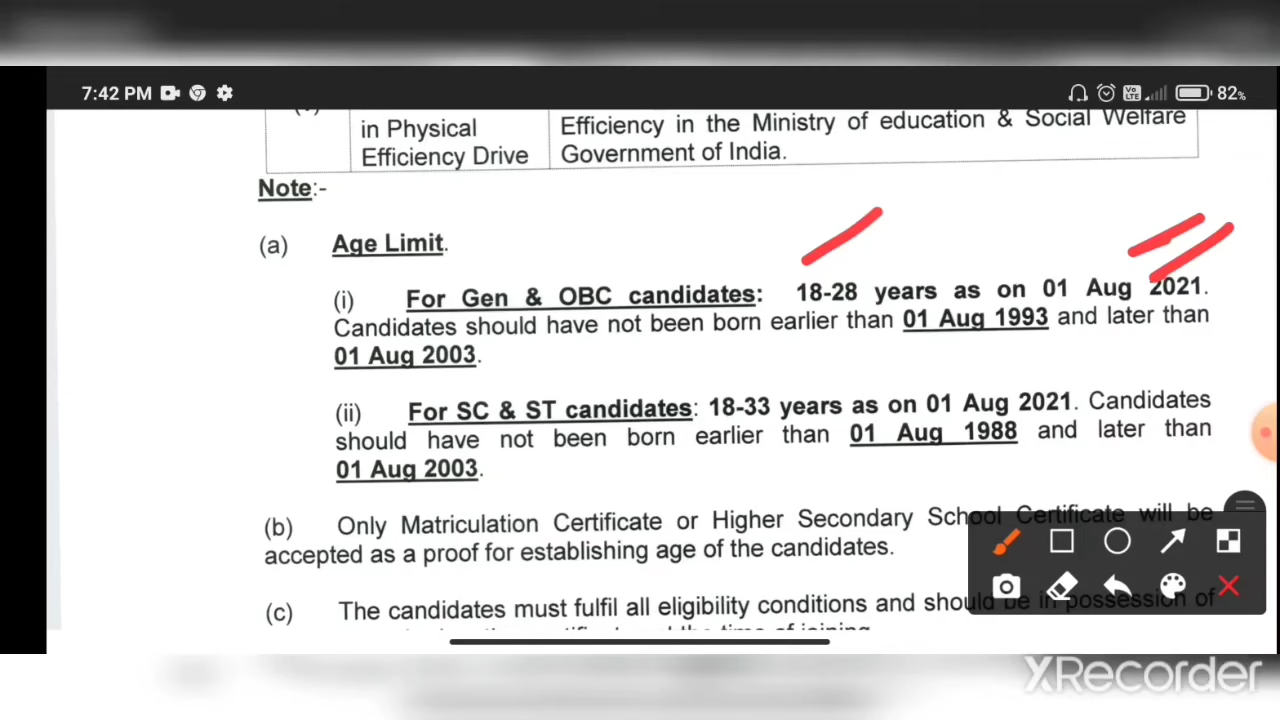 7:42 PM
82%
in Physical Efficiency in the Ministry of education & Social Welfare
Efficiency Drive Government of India.
Note:-
(a) Age Limit.
(i) For Gen & OBC candidates: 18-28 years as on 01 Aug 2021.
Candidates should have not been born earlier than 01 Aug 1993 and later than
01 Aug 2003.
(ii) For SC & ST candidates: 18-33 years as on 01 Aug 2021. Candidates
should have not been born earlier than 01 Aug 1988 and later than
01 Aug 2003.
(b) Only Matriculation Certificate or Higher Secondary School Certificate will be
accepted as a proof for establishing age of the candidates.
(c) The candidates must fulfil all eligibility conditions and should be in possession of
XRecorder